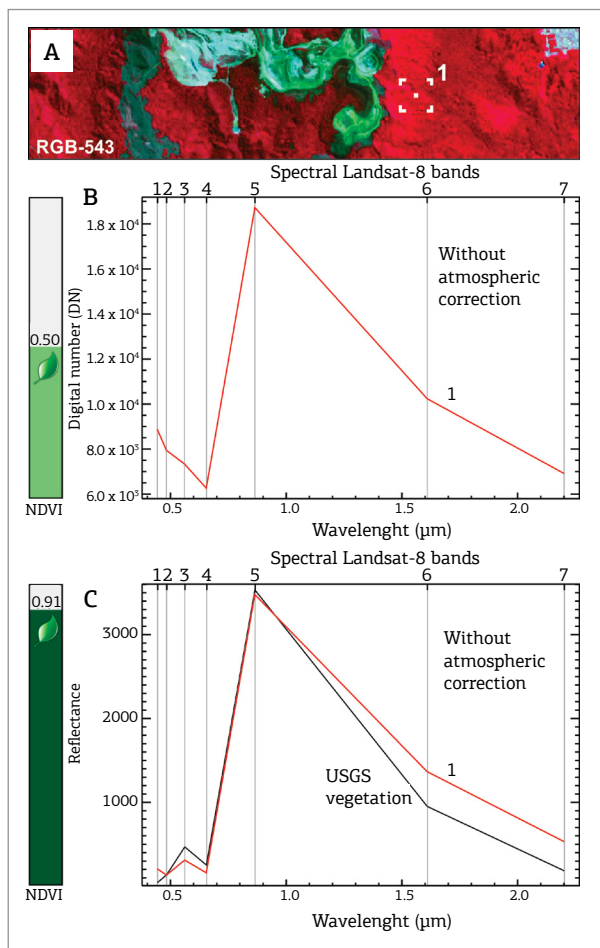 A
1
RGB-543
Spectral Landsat-8 bands
B
1 2 3 4 5 6 7
1.8 x 10⁴
1.6 x 10⁴
1.4 x 10⁴
1.2 x 10⁴
1.0 x 10⁴
8.0 x 10³
6.0 x 10³
Digital number (DN)
Without
atmospheric
correction
1
0.50
NDVI
0.5 1.0 1.5 2.0
Wavelenght (µm)
Spectral Landsat-8 bands
C
1 2 3 4 5 6 7
3000
2000
1000
Reflectance
Without
atmospheric
correction
1
USGS
vegetation
0.91
NDVI
0.5 1.0 1.5 2.0
Wavelenght (µm)